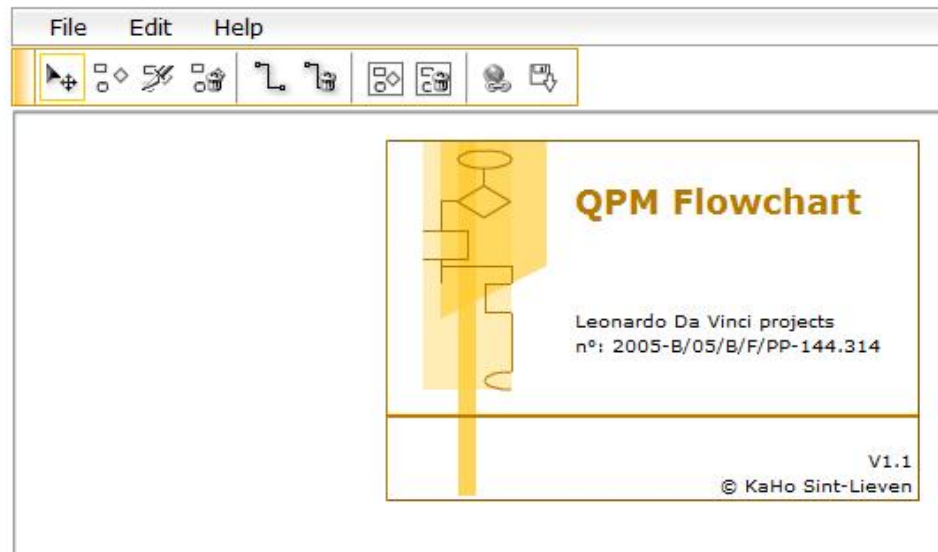 File Edit Help
QPM Flowchart
Leonardo Da Vinci projects
n°: 2005-B/05/B/F/PP-144.314
V1.1
© KaHo Sint-Lieven